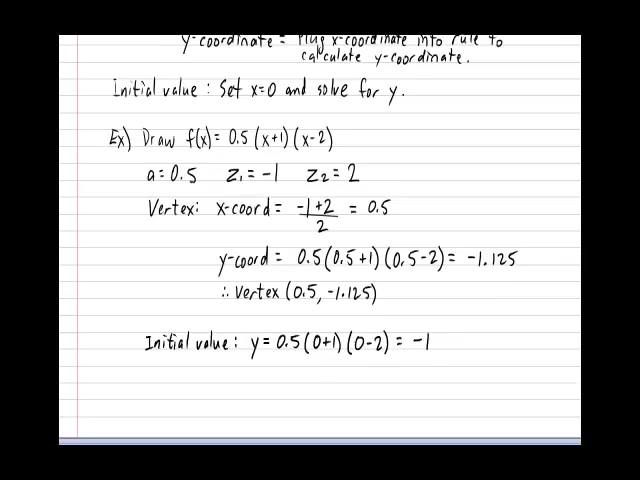 y-coordinate = Plug x-coordinate into rule to
calculate y-coordinate.
Initial value: Set x=0 and solve for y.
Ex) Draw f(x)= 0.5(x+1)(x-2)
a=0.5 z₁=-1 z₂=2
Vertex: x-coord = -1+2/2 = 0.5
y-coord = 0.5(0.5+1)(0.5-2) = -1.125
∴ Vertex (0.5, -1.125)
Initial value: y=0.5(0+1)(0-2) = -1